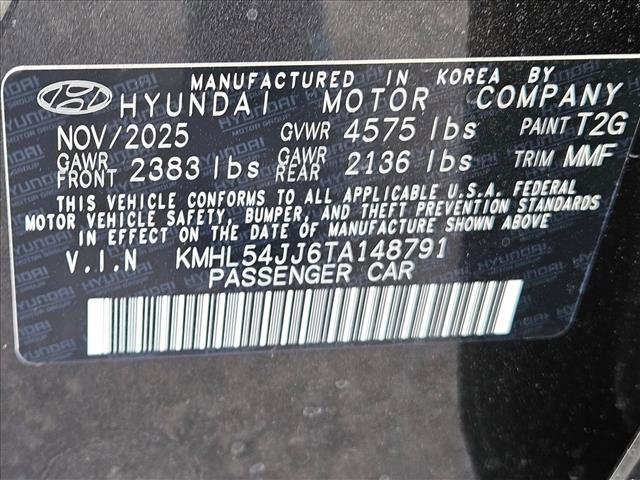 MANUFACTURED IN KOREA BY
HYUNDAI MOTOR COMPANY
NOV/2025 GVWR 4575 lbs PAINT T2G
GAWR FRONT 2383 lbs GAWR REAR 2136 lbs TRIM MMF
THIS VEHICLE CONFORMS TO ALL APPLICABLE U.S.A. FEDERAL
MOTOR VEHICLE SAFETY, BUMPER, AND THEFT PREVENTION STANDARDS
IN EFFECT ON THE DATE OF MANUFACTURE SHOWN ABOVE
V.I.N KMHL54JJ6TA148791
PASSENGER CAR